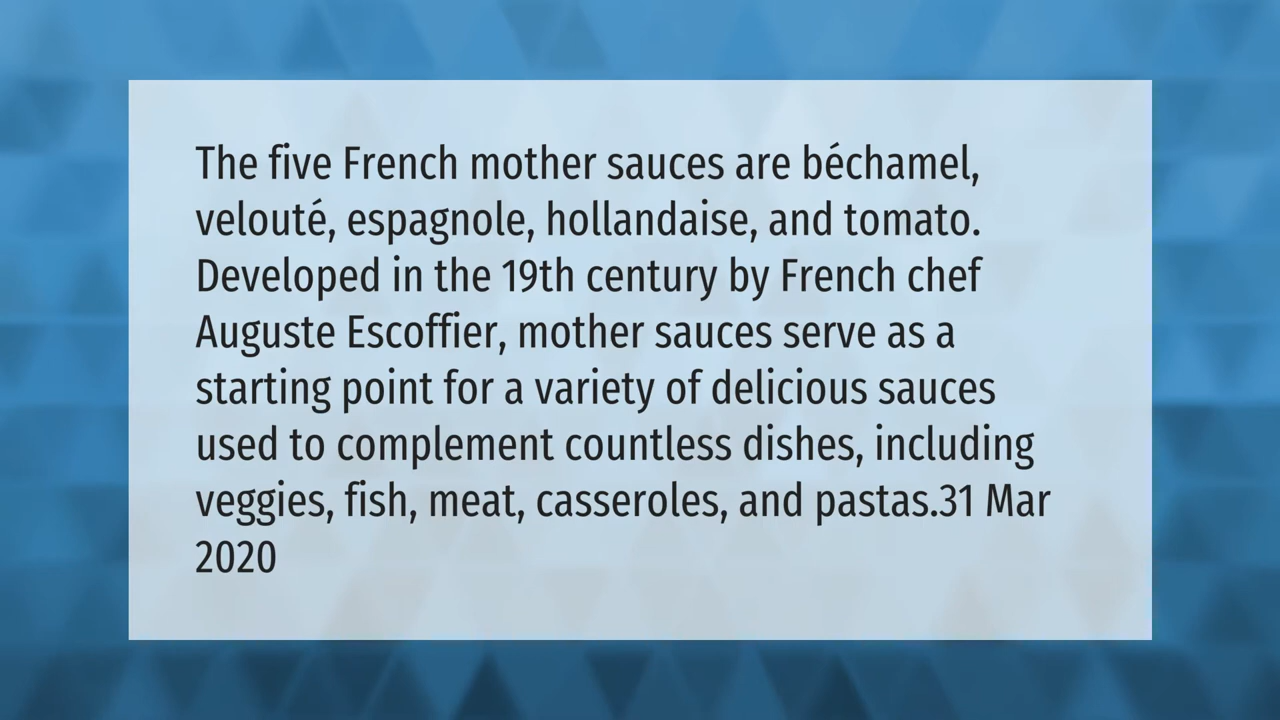 The five French mother sauces are béchamel,
velouté, espagnole, hollandaise, and tomato.
Developed in the 19th century by French chef
Auguste Escoffier, mother sauces serve as a
starting point for a variety of delicious sauces
used to complement countless dishes, including
veggies, fish, meat, casseroles, and pastas.31 Mar
2020